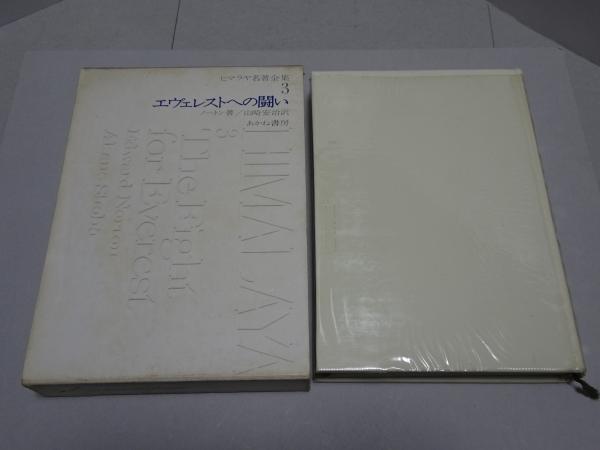 ヒマラヤ名著全集
3
エヴェレストへの闘い
ノートン著/山崎安治訳
あかね書房
HIMALAYA
3
The Fight
for Everest
Edward Norton
Akane Shobō